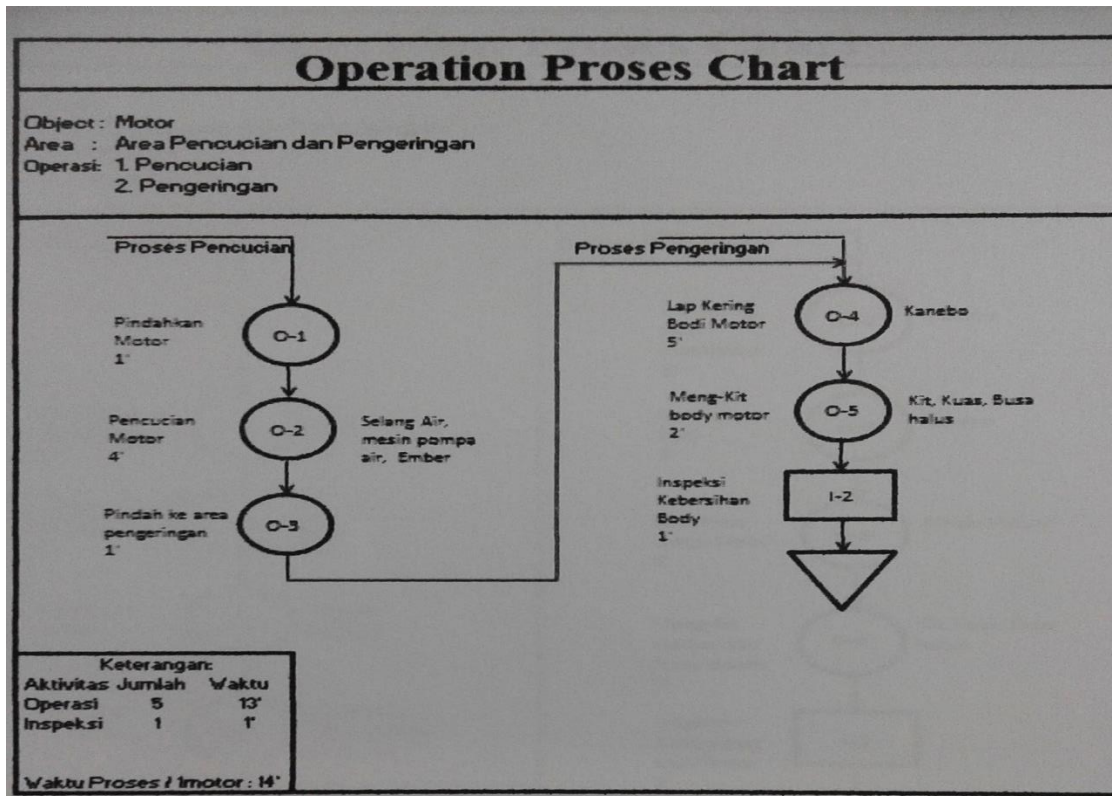 Operation Proses Chart
Object : Motor
Area : Area Pencucian dan Pengeringan
Operasi: 1. Pencucian
2. Pengeringan
Proses Pencucian
Pindahkan
Motor
1'
O-1
Pencucian
Motor
4'
O-2
Selang Air,
mesin pompa
air, Ember
Pindah ke area
pengeringan
1'
O-3
Proses Pengeringan
Lap Kering
Bodi Motor
5'
O-4
Kanebo
Meng-Kit
body motor
2'
O-5
Kit, Kuas, Busa
halus
Inspeksi
Kebersihan
Body
1'
I-2
Keterangan:
Aktivitas Jumlah Waktu
Operasi 5 13'
Inspeksi 1 1'
Waktu Proses / 1motor : 14'